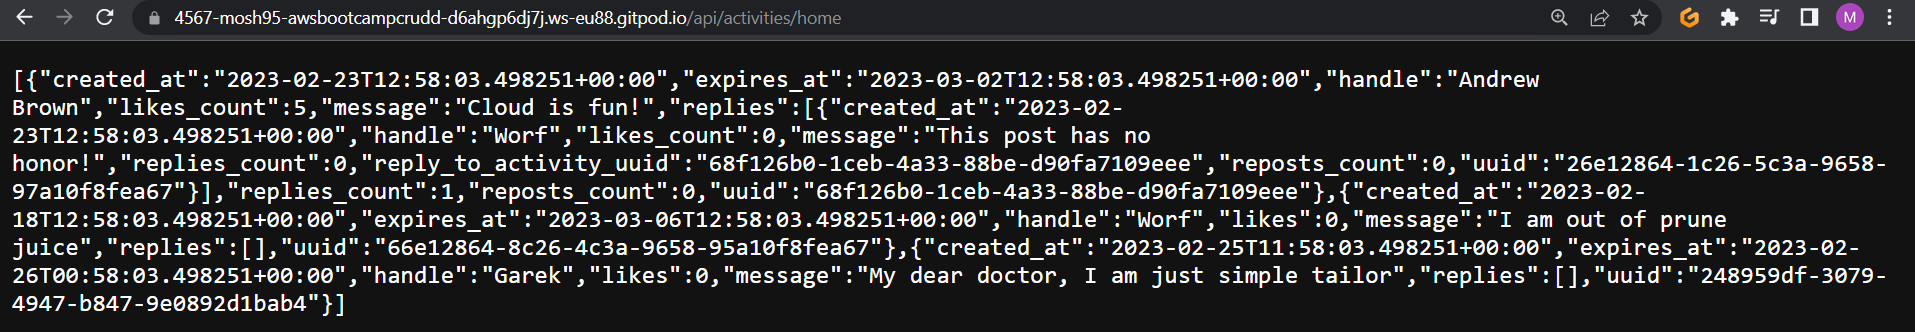 4567-mosh95-awsbootcampcrudd-d6ahgp6dj7j.ws-eu88.gitpod.io/api/activities/home
M
[{"created_at":"2023-02-23T12:58:03.498251+00:00","expires_at":"2023-03-02T12:58:03.498251+00:00","handle":"Andrew
Brown","likes_count":5,"message":"Cloud is fun!","replies":[{"created_at":"2023-02-
23T12:58:03.498251+00:00","handle":"Worf","likes_count":0,"message":"This post has no
honor!","replies_count":0,"reply_to_activity_uuid":"68f126b0-1ceb-4a33-88be-d90fa7109eee","reposts_count":0,"uuid":"26e12864-1c26-5c3a-9658-
97a10f8fea67"}],"replies_count":1,"reposts_count":0,"uuid":"68f126b0-1ceb-4a33-88be-d90fa7109eee"},{"created_at":"2023-02-
18T12:58:03.498251+00:00","expires_at":"2023-03-06T12:58:03.498251+00:00","handle":"Worf","likes":0,"message":"I am out of prune
juice","replies":[],"uuid":"66e12864-8c26-4c3a-9658-95a10f8fea67"},{"created_at":"2023-02-25T11:58:03.498251+00:00","expires_at":"2023-02-
26T00:58:03.498251+00:00","handle":"Garek","likes":0,"message":"My dear doctor, I am just simple tailor","replies":[],"uuid":"248959df-3079-
4947-b847-9e0892d1bab4"}]